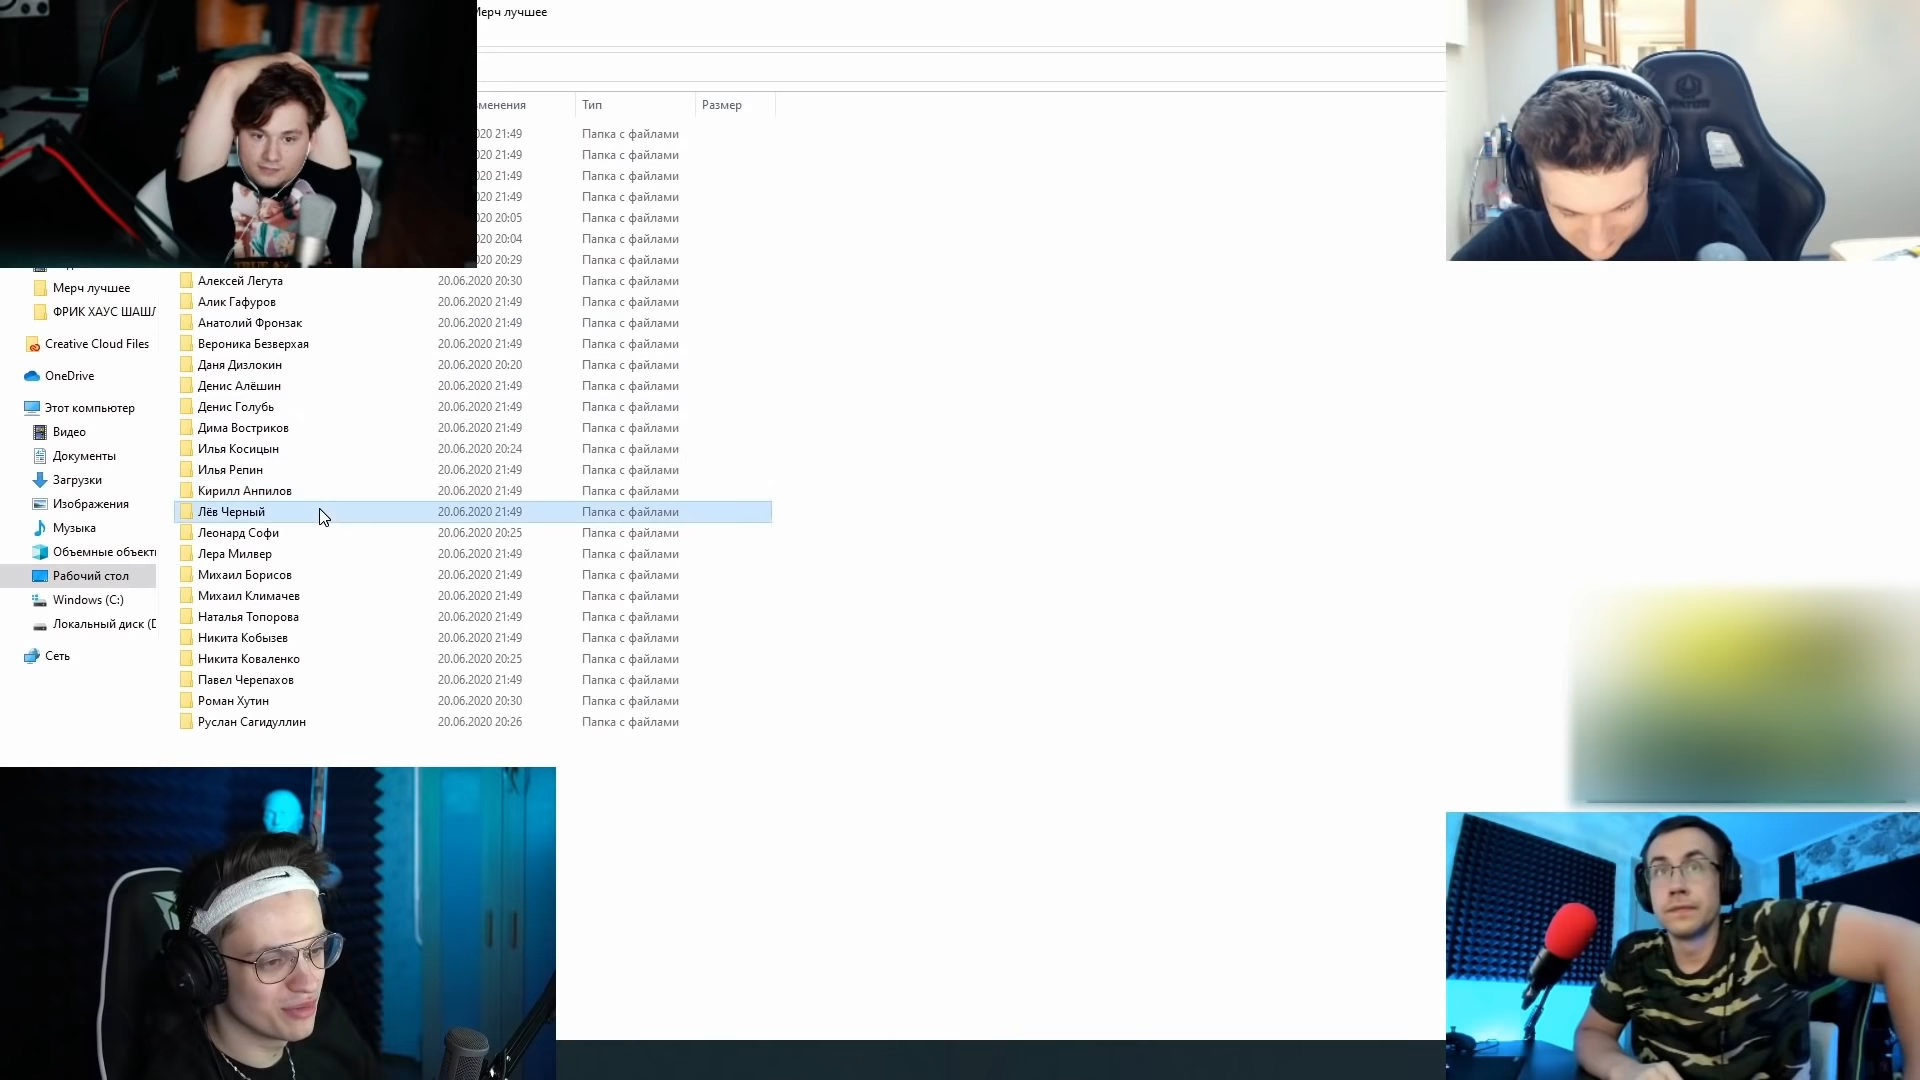 Мерч лучшее
Тип Размер
21:49 Папка с файлами
21:49 Папка с файлами
21:49 Папка с файлами
21:49 Папка с файлами
20:05 Папка с файлами
20:04 Папка с файлами
20:29 Папка с файлами
Алексей Легута 20.06.2020 20:30 Папка с файлами
Алик Гафуров 20.06.2020 21:49 Папка с файлами
Анатолий Фронзак 20.06.2020 21:49 Папка с файлами
Вероника Безверхая 20.06.2020 21:49 Папка с файлами
Даня Дизлокин 20.06.2020 20:20 Папка с файлами
Денис Алёшин 20.06.2020 21:49 Папка с файлами
Денис Голубь 20.06.2020 21:49 Папка с файлами
Дима Востриков 20.06.2020 21:49 Папка с файлами
Илья Косицын 20.06.2020 20:24 Папка с файлами
Илья Репин 20.06.2020 21:49 Папка с файлами
Кирилл Анпилов 20.06.2020 21:49 Папка с файлами
Лёв Черный 20.06.2020 21:49 Папка с файлами
Леонард Софи 20.06.2020 20:25 Папка с файлами
Лера Милвер 20.06.2020 21:49 Папка с файлами
Михаил Борисов 20.06.2020 21:49 Папка с файлами
Михаил Климачев 20.06.2020 21:49 Папка с файлами
Наталья Топорова 20.06.2020 21:49 Папка с файлами
Никита Кобызев 20.06.2020 21:49 Папка с файлами
Никита Коваленко 20.06.2020 20:25 Папка с файлами
Павел Черепахов 20.06.2020 21:49 Папка с файлами
Роман Хутин 20.06.2020 20:30 Папка с файлами
Руслан Сагидуллин 20.06.2020 20:26 Папка с файлами
Мерч лучшее
ФРИК ХАУС ШАШЛ
Creative Cloud Files
OneDrive
Этот компьютер
Видео
Документы
Загрузки
Изображения
Музыка
Объемные объекты
Рабочий стол
Windows (C:)
Локальный диск (D
Сеть